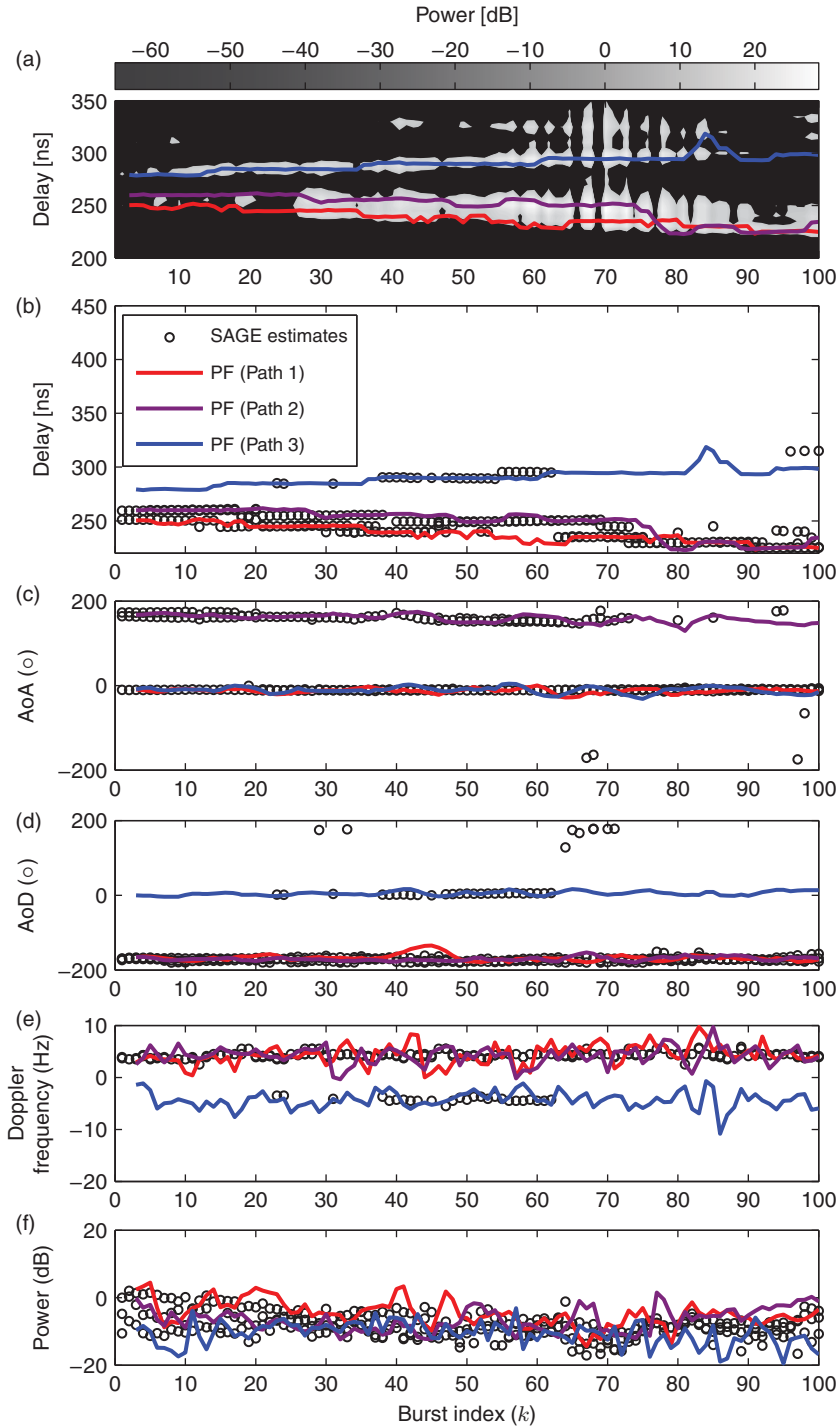 Power [dB]
−60 −50 −40 −30 −20 −10 0 10 20
(a)
Delay [ns]
350
300
250
200
10 20 30 40 50 60 70 80 90 100
(b)
Delay [ns]
450
400
350
300
250
SAGE estimates
PF (Path 1)
PF (Path 2)
PF (Path 3)
0 10 20 30 40 50 60 70 80 90 100
(c)
AoA (○)
200
0
−200
0 10 20 30 40 50 60 70 80 90 100
(d)
AoD (○)
200
0
−200
0 10 20 30 40 50 60 70 80 90 100
(e)
Doppler
frequency (Hz)
10
0
−10
−20
0 10 20 30 40 50 60 70 80 90 100
(f)
Power (dB)
20
0
−20
0 10 20 30 40 50 60 70 80 90 100
Burst index (k)